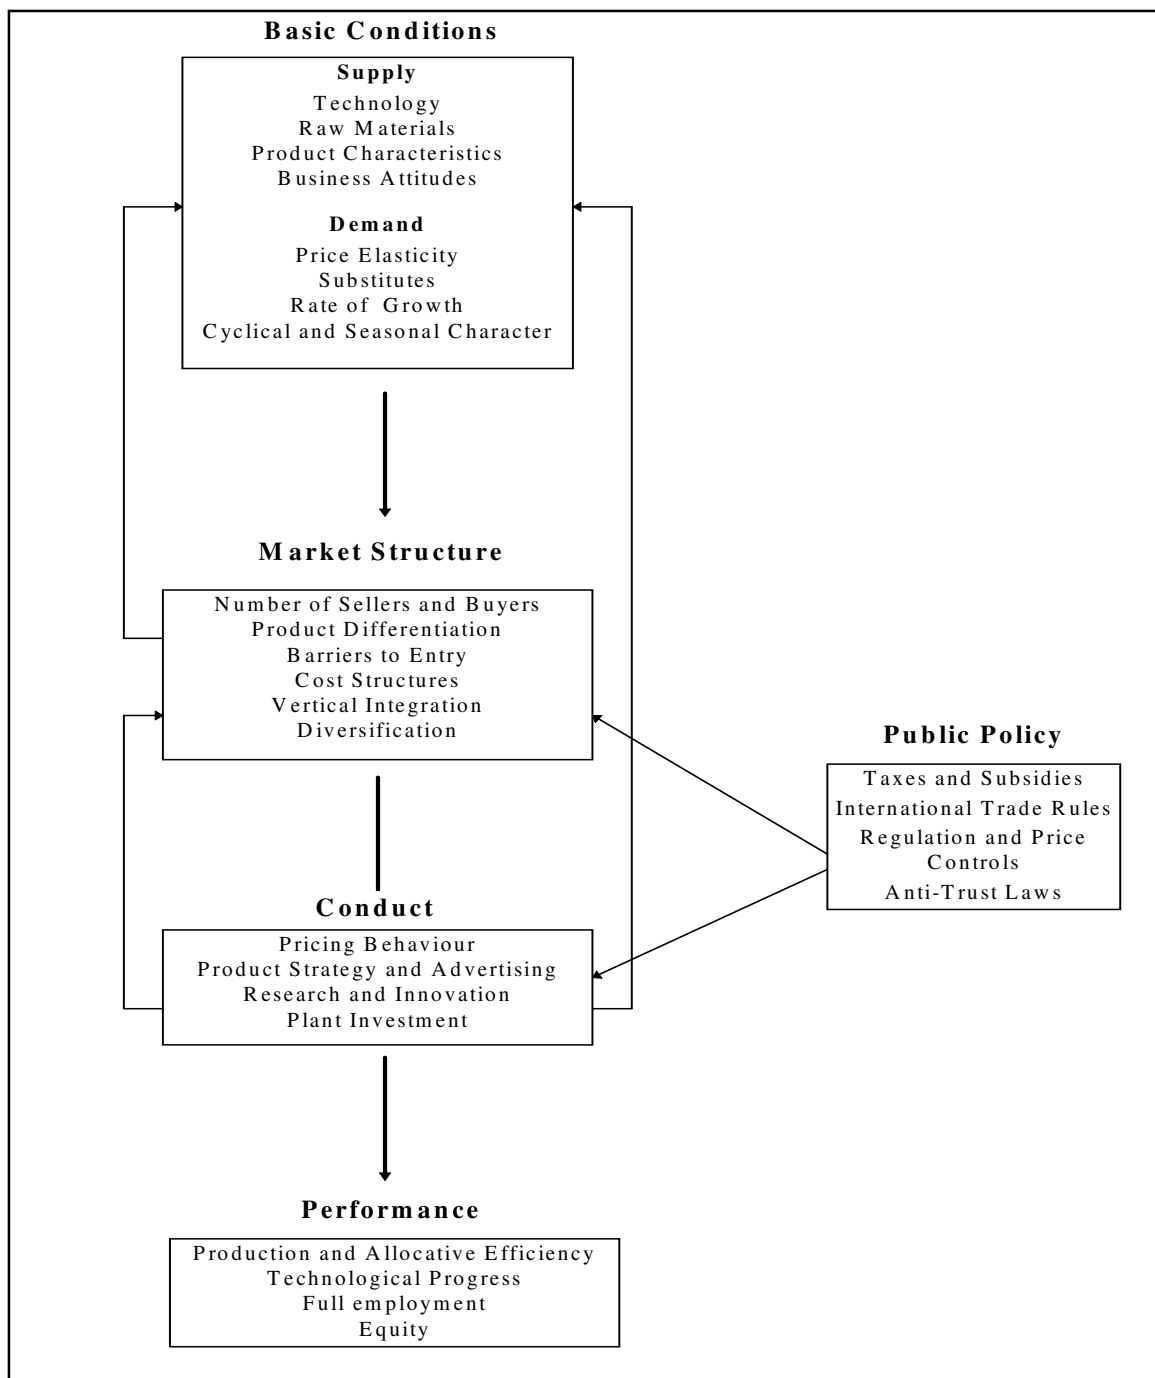 Basic Conditions
Supply
Technology
Raw Materials
Product Characteristics
Business Attitudes
Demand
Price Elasticity
Substitutes
Rate of Growth
Cyclical and Seasonal Character
Market Structure
Number of Sellers and Buyers
Product Differentiation
Barriers to Entry
Cost Structures
Vertical Integration
Diversification
Public Policy
Taxes and Subsidies
International Trade Rules
Regulation and Price
Controls
Anti-Trust Laws
Conduct
Pricing Behaviour
Product Strategy and Advertising
Research and Innovation
Plant Investment
Performance
Production and Allocative Efficiency
Technological Progress
Full employment
Equity